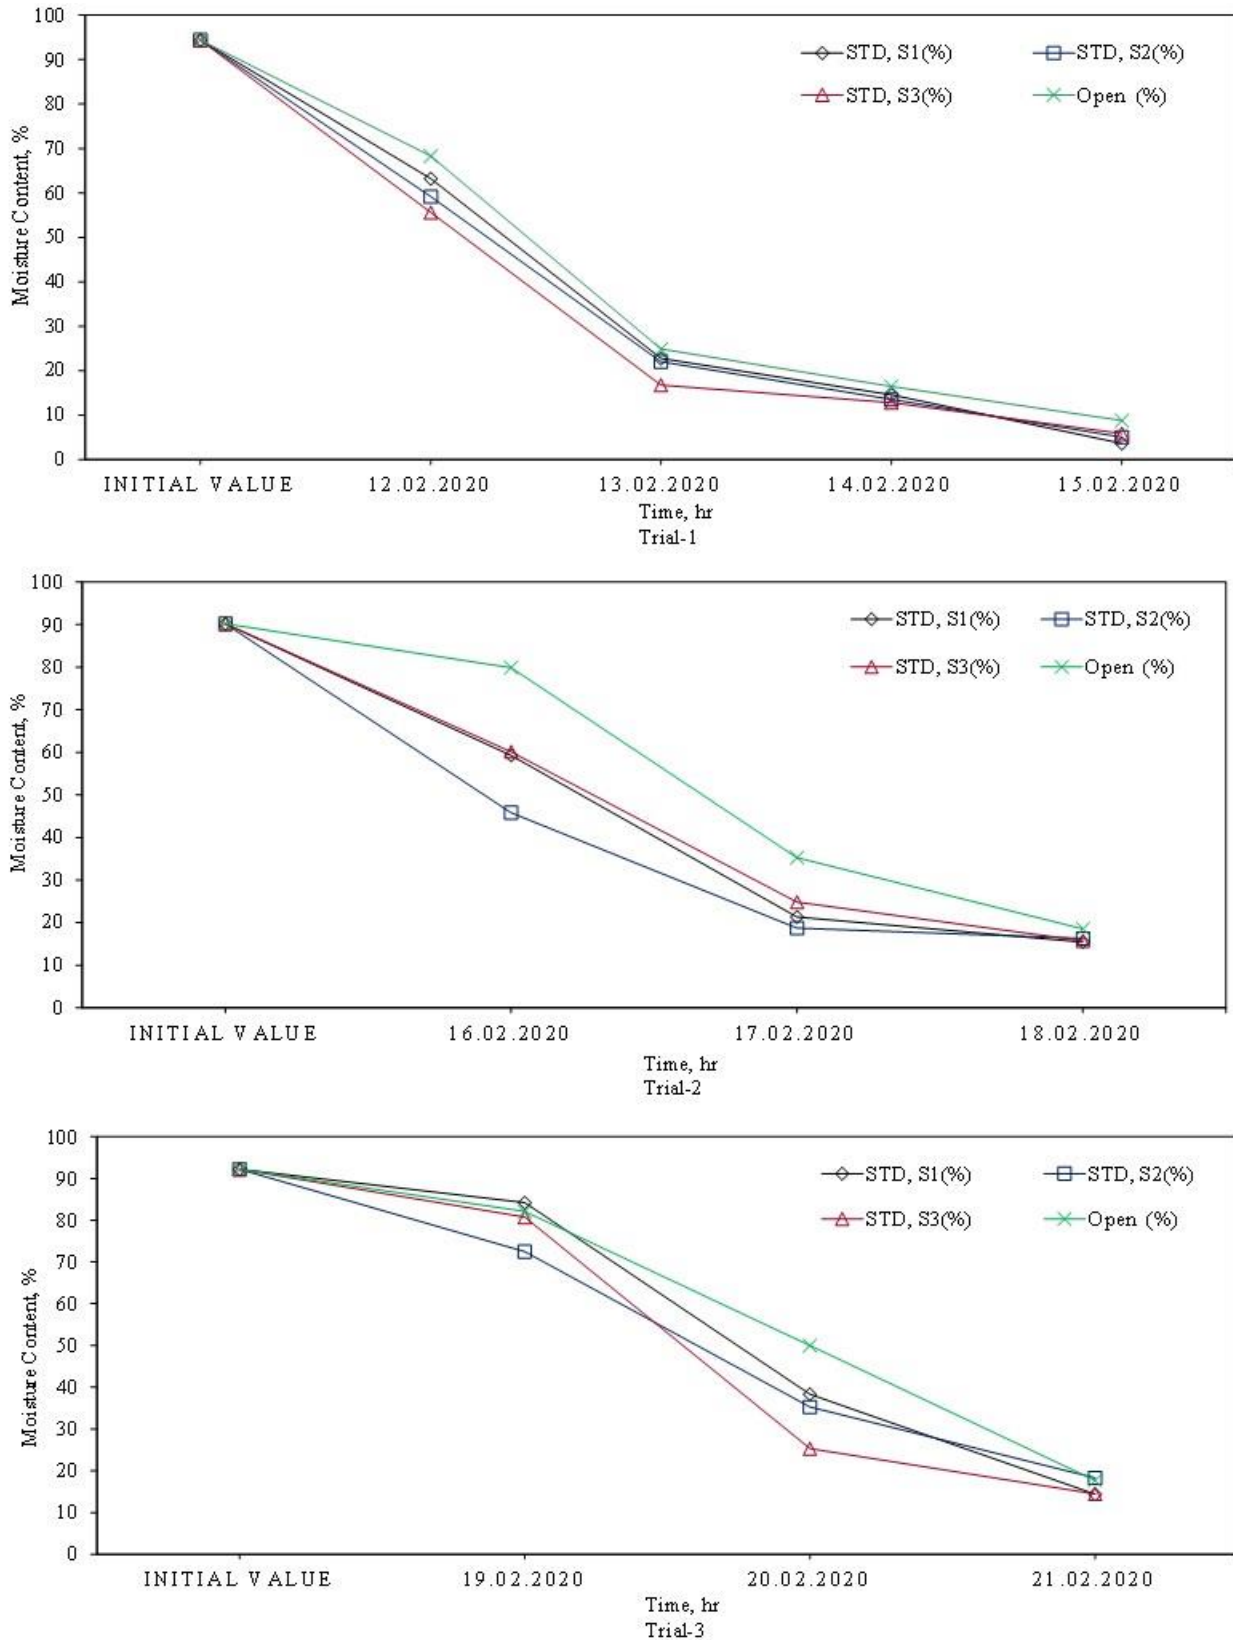 100
STD, S1(%) STD, S2(%)
90
STD, S3(%) Open (%)
80
70
60
50
40
30
20
10
0
Moisture Content, %
INITIAL VALUE 12.02.2020 13.02.2020 14.02.2020 15.02.2020
Time, hr
Trial-1
100
90
STD, S1(%) STD, S2(%)
80
STD, S3(%) Open (%)
70
60
50
40
30
20
10
0
Moisture Content, %
INITIAL VALUE 16.02.2020 17.02.2020 18.02.2020
Time, hr
Trial-2
100
90
STD, S1(%) STD, S2(%)
80
STD, S3(%) Open (%)
70
60
50
40
30
20
10
0
Moisture Content, %
INITIAL VALUE 19.02.2020 20.02.2020 21.02.2020
Time, hr
Trial-3